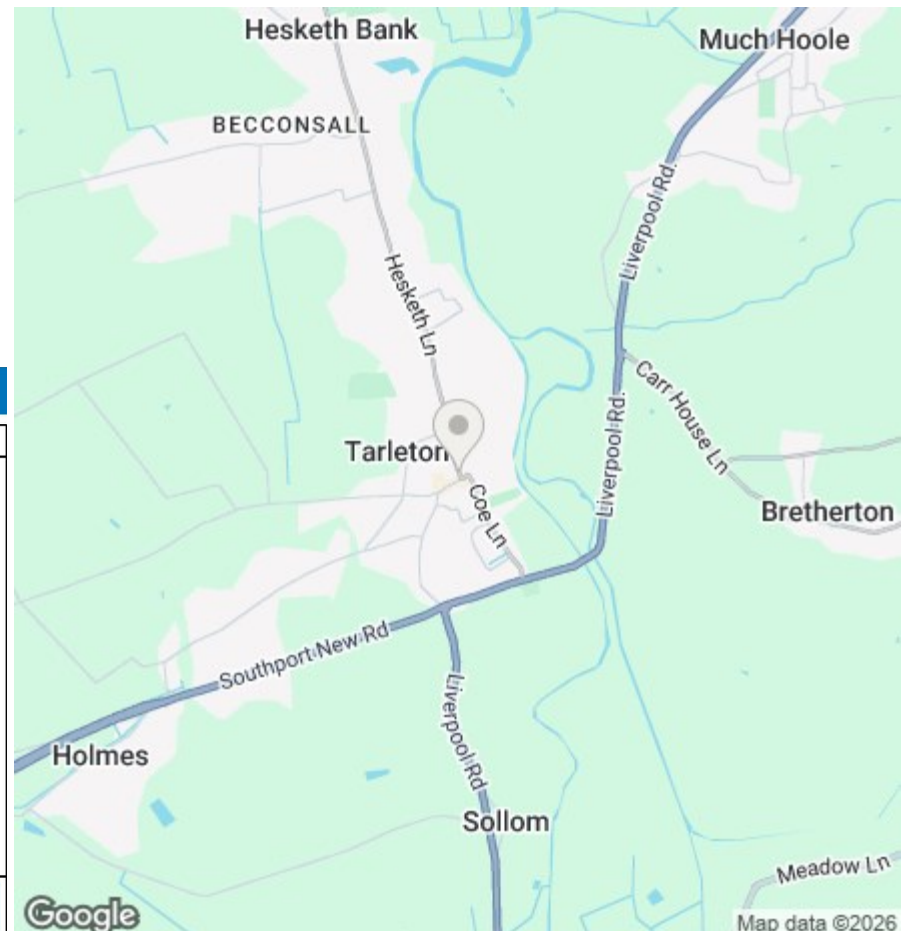 Hesketh Bank
Much Hoole
BECCONSALL
Liverpool Rd.
Hesketh Ln
Carr House Ln
Tarleton
Liverpool Rd.
Coe Ln
Bretherton
Southport New Rd
Liverpool Rd
Holmes
Sollom
Meadow Ln
Google
Map data ©2026